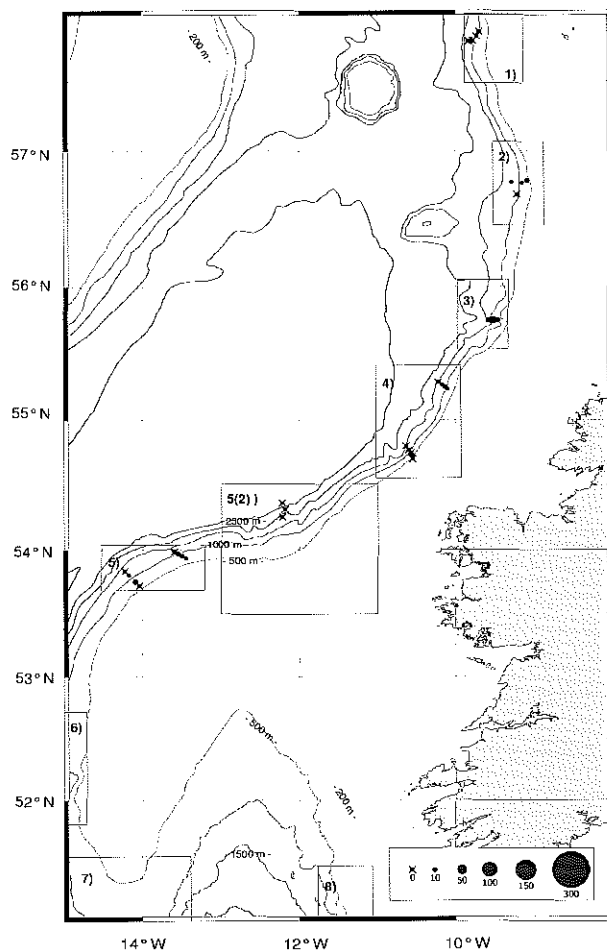 - 200 m -
1)
57° N
2)
56° N
3)
4)
55° N
5(2) )
2500 m -
54° N
1000 m -
- 500 m -
5)
53° N
6)
- 500 m -
52° N
- 200 m -
1500 m -
7)
8)
0 10 50 100 150 300
14° W 12° W 10° W